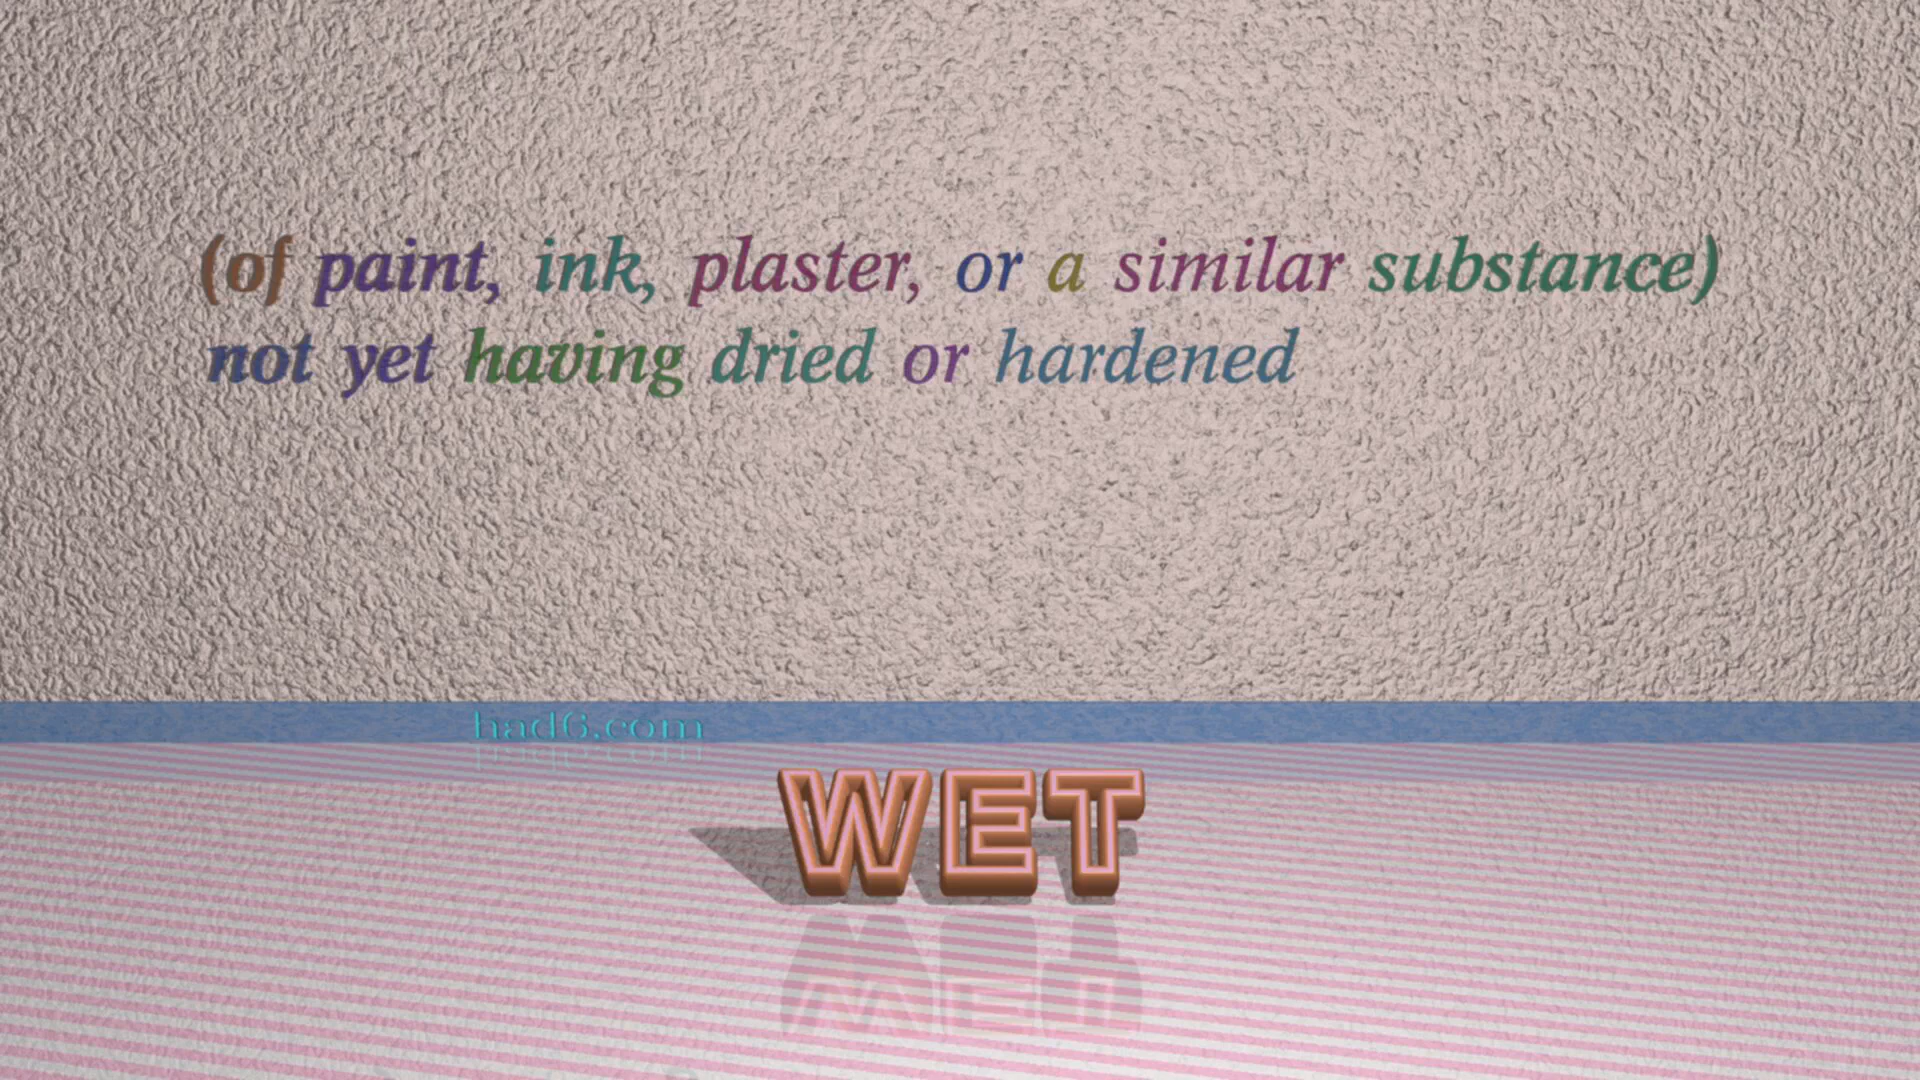 (of paint, ink, plaster, or a similar substance)
not yet having dried or hardened
had6.com
WET